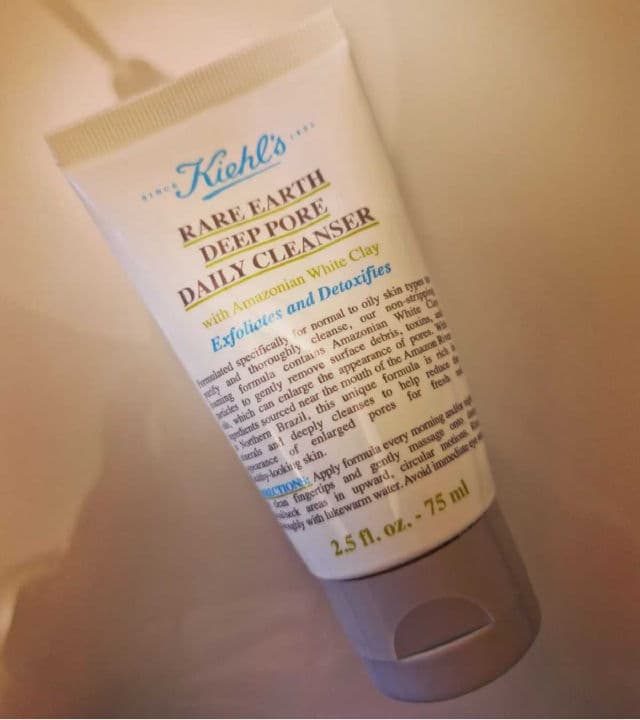 SINCE Kiehl's 1851
RARE EARTH
DEEP PORE
DAILY CLEANSER
with Amazonian White Clay
Exfoliates and Detoxifies
Formulated specifically for normal to oily skin types to
and thoroughly cleanse, our non-stripping,
foaming formula contains Amazonian White Clay
to gently remove surface debris, toxins, and
which can enlarge the appearance of pores. With
sourced near the mouth of the Amazon River
Northern Brazil, this unique formula is rich in
and deeply cleanses to help reduce the
of enlarged pores for fresh and
skin.
Apply formula every morning and/or
fingertips and gently massage onto
areas in upward, circular motions.
with lukewarm water. Avoid immediate eye
2.5 fl. oz. - 75 ml